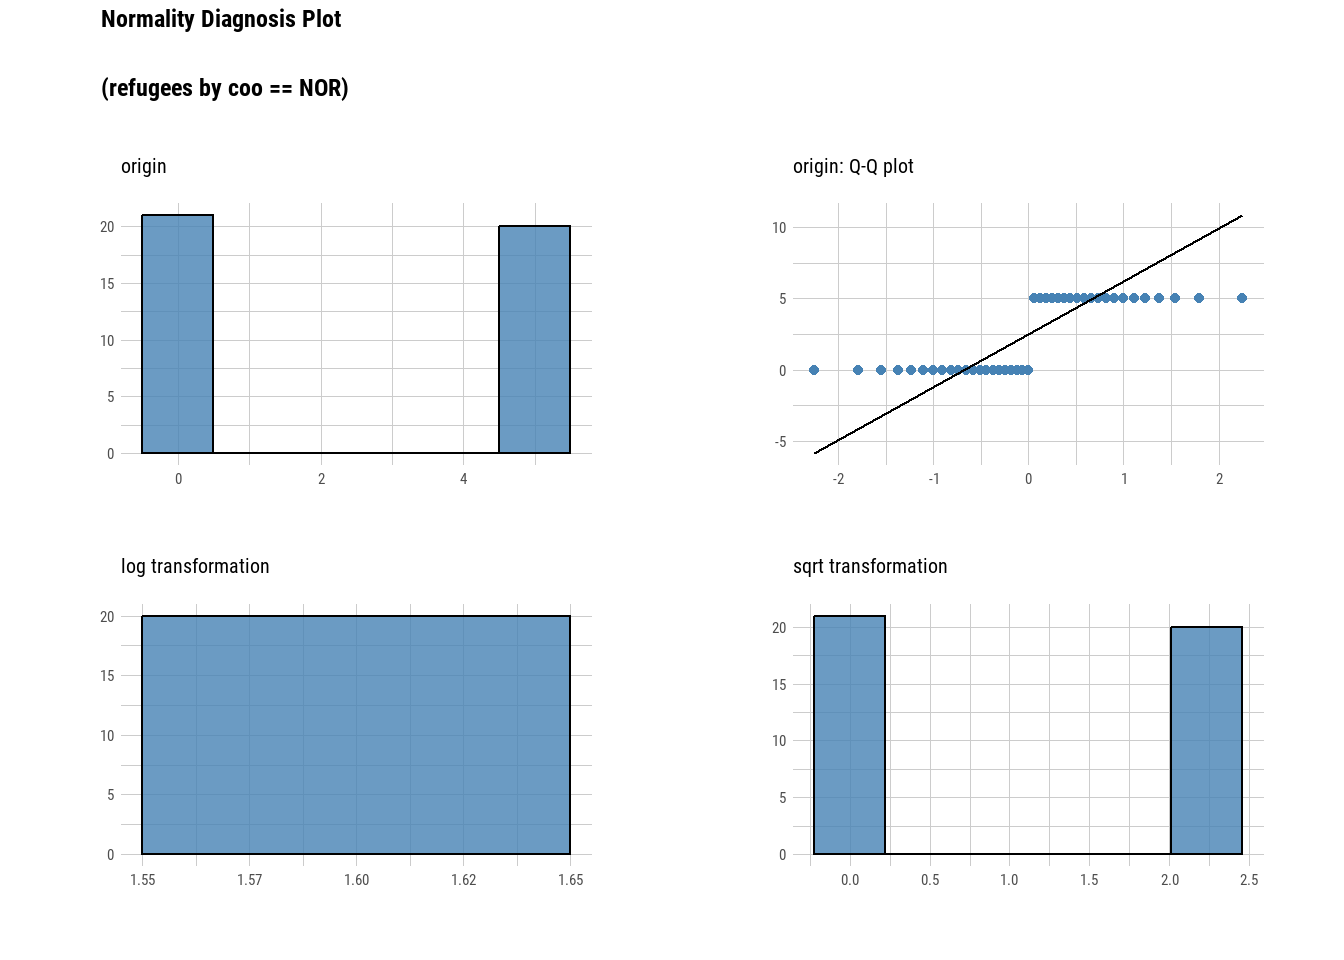 Normality Diagnosis Plot
(refugees by coo == NOR)
origin
20
15
10
5
0
0 2 4
origin: Q-Q plot
10
5
0
-5
-2 -1 0 1 2
log transformation
20
15
10
5
0
1.55 1.57 1.60 1.62 1.65
sqrt transformation
20
15
10
5
0
0.0 0.5 1.0 1.5 2.0 2.5